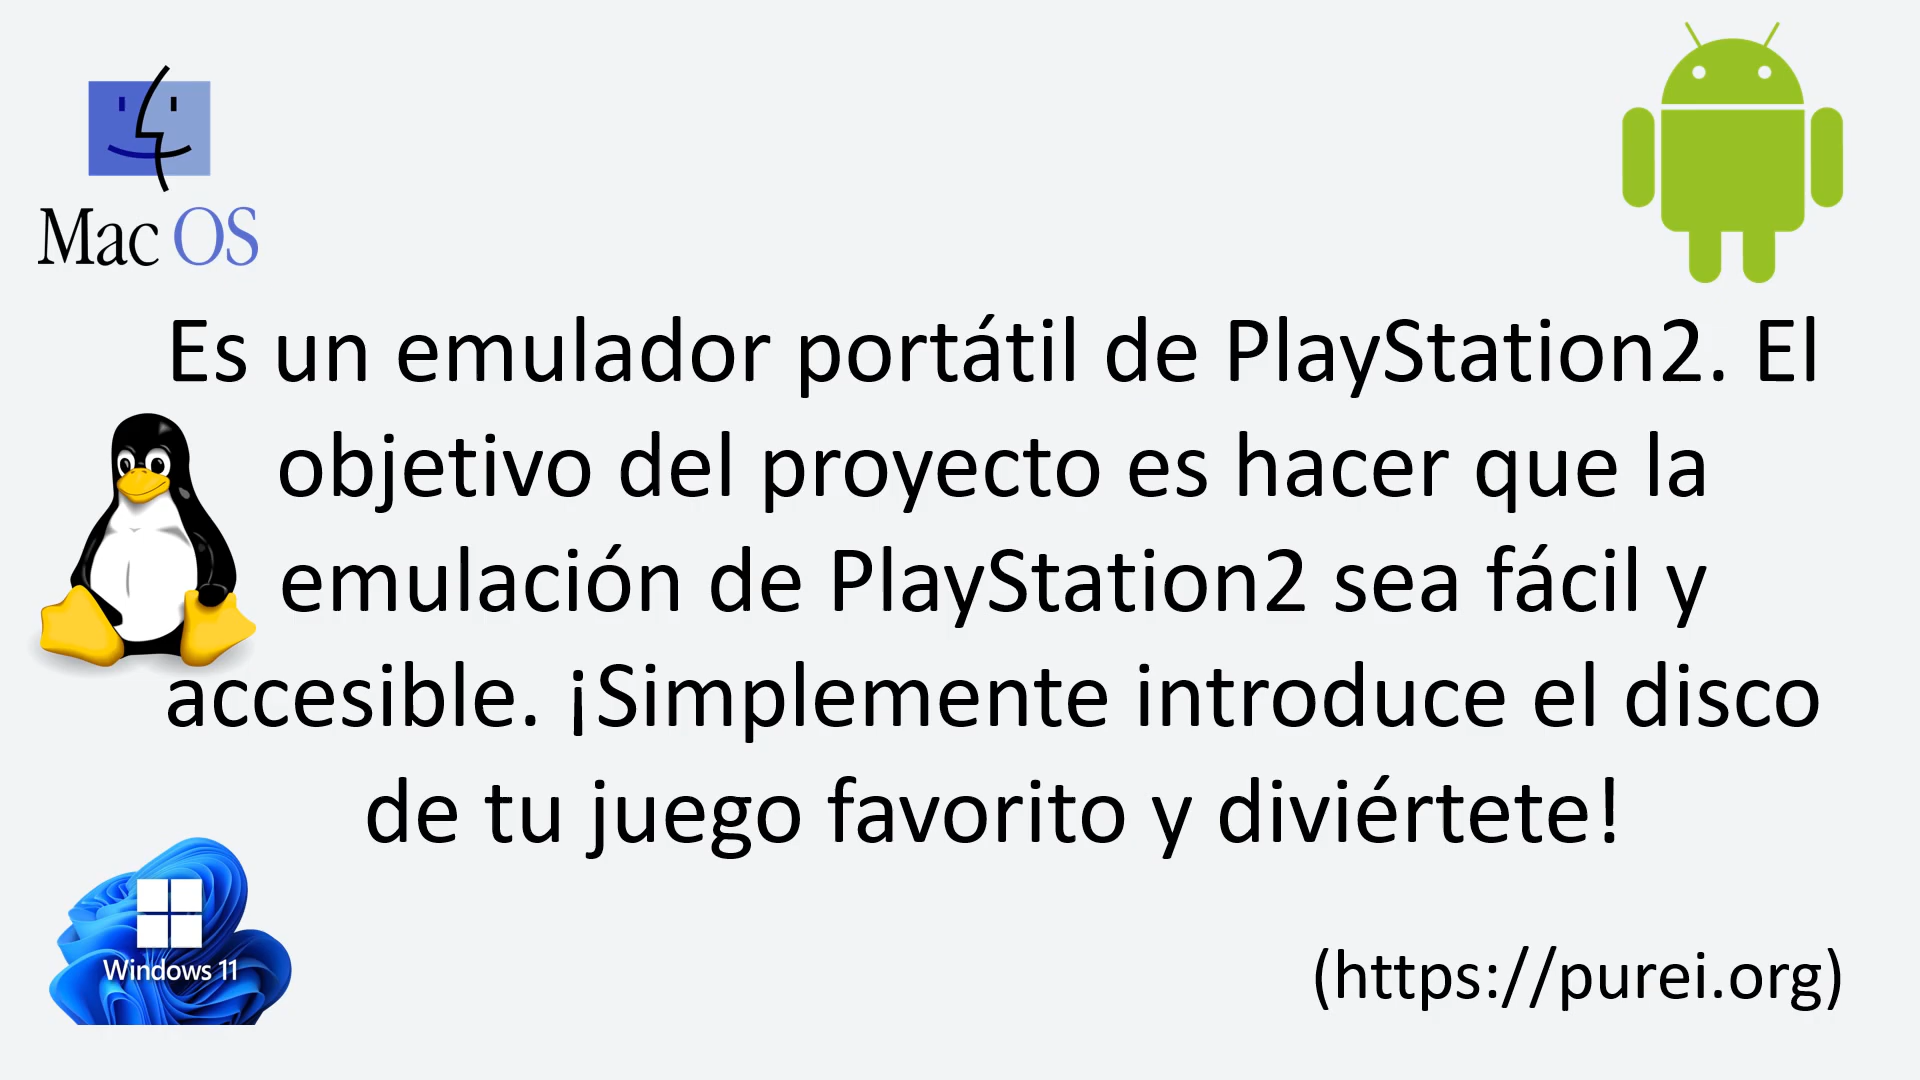 Mac OS
Es un emulador portátil de PlayStation2. El
objetivo del proyecto es hacer que la
emulación de PlayStation2 sea fácil y
accesible. ¡Simplemente introduce el disco
de tu juego favorito y diviértete!
Windows 11
(https://purei.org)